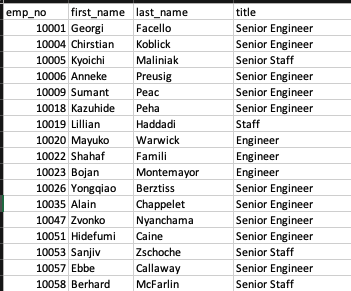 emp_no first_name last_name title
10001 Georgi Facello Senior Engineer
10004 Chirstian Koblick Senior Engineer
10005 Kyoichi Maliniak Senior Staff
10006 Anneke Preusig Senior Engineer
10009 Sumant Peac Senior Engineer
10018 Kazuhide Peha Senior Engineer
10019 Lillian Haddadi Staff
10020 Mayuko Warwick Engineer
10022 Shahaf Famili Engineer
10023 Bojan Montemayor Engineer
10026 Yongqiao Berztiss Senior Engineer
10035 Alain Chappelet Senior Engineer
10047 Zvonko Nyanchama Senior Engineer
10051 Hidefumi Caine Senior Engineer
10053 Sanjiv Zschoche Senior Staff
10057 Ebbe Callaway Senior Engineer
10058 Berhard McFarlin Senior Staff